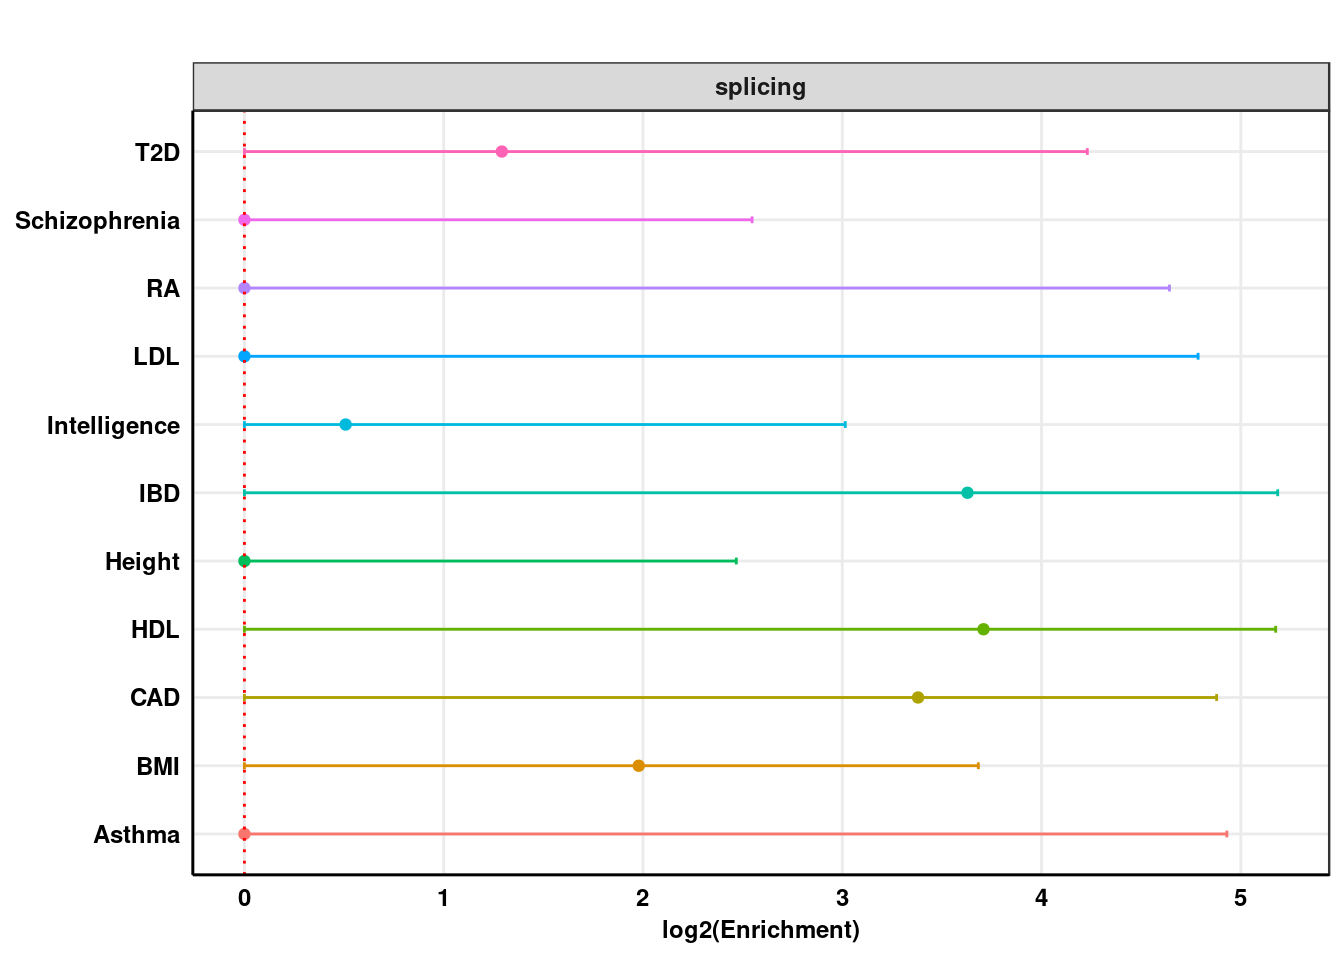 splicing
T2D
Schizophrenia
RA
LDL
Intelligence
IBD
Height
HDL
CAD
BMI
Asthma
0 1 2 3 4 5
log2(Enrichment)